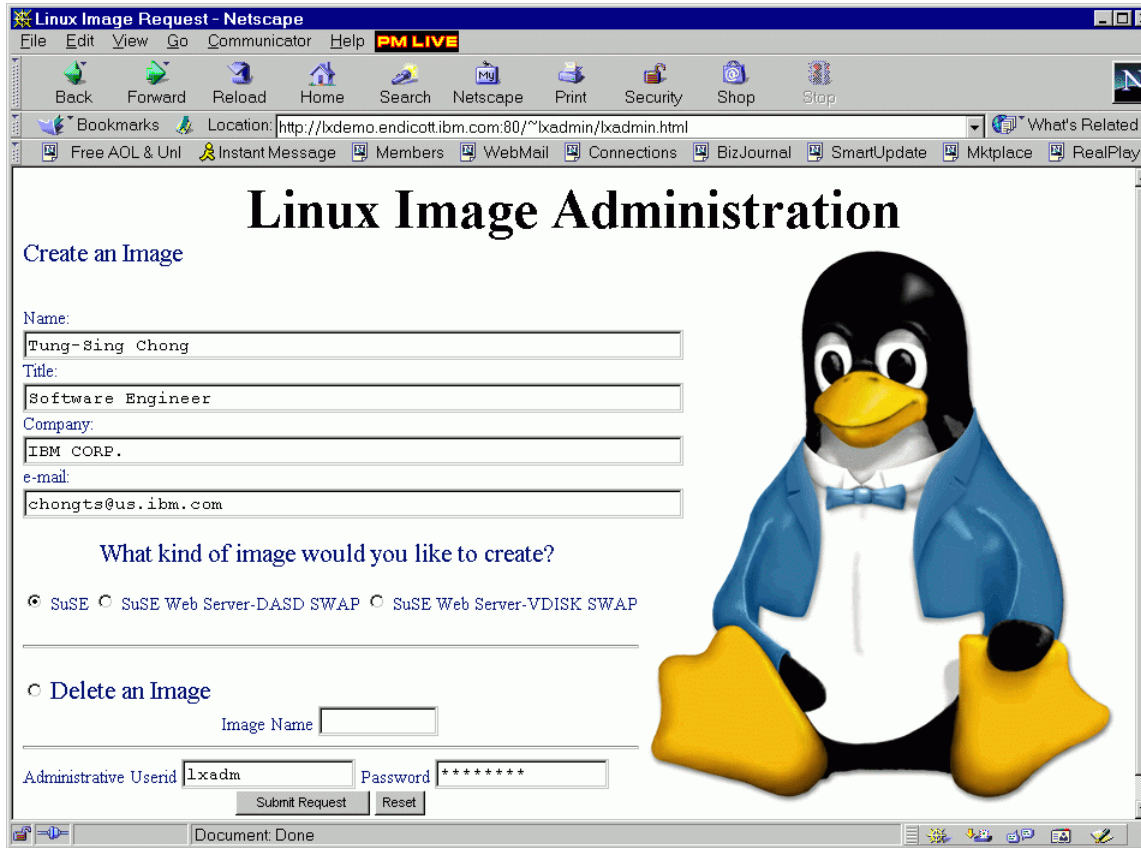 Linux Image Request - Netscape
File Edit View Go Communicator Help PM LIVE
Back Forward Reload Home Search Netscape Print Security Shop Stop
Bookmarks Location: http://lxdemo.endicott.ibm.com:80/~lxadmin/lxadmin.html What's Related
Free AOL & Unl Instant Message Members WebMail Connections BizJournal SmartUpdate Mktplace RealPlay
Linux Image Administration
Create an Image
Name:
Tung-Sing Chong
Title:
Software Engineer
Company:
IBM CORP.
e-mail:
chongts@us.ibm.com
What kind of image would you like to create?
SuSE SuSE Web Server-DASD SWAP SuSE Web Server-VDISK SWAP
Delete an Image
Image Name
Administrative Userid lxadm Password ********
Submit Request Reset
Document: Done